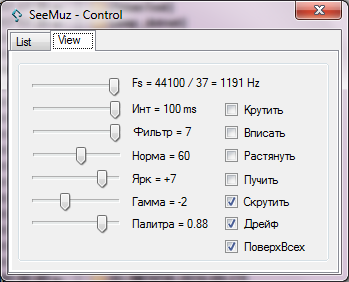 SeeMuz - Control
List
View
Fs = 44100 / 37 = 1191 Hz
Инт = 100 ms
Крутить
Фильтр = 7
Вписать
Норма = 60
Растянуть
Ярк = +7
Пучить
Гамма = -2
Скрутить
Палитра = 0.88
Дрейф
ПоверхВсех